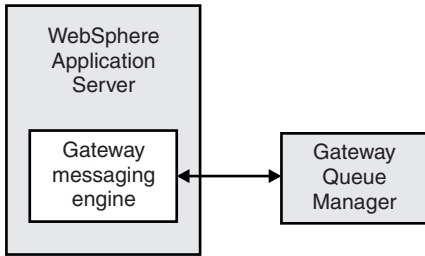 WebSphere
Application
Server
Gateway
messaging
engine
Gateway
Queue
Manager